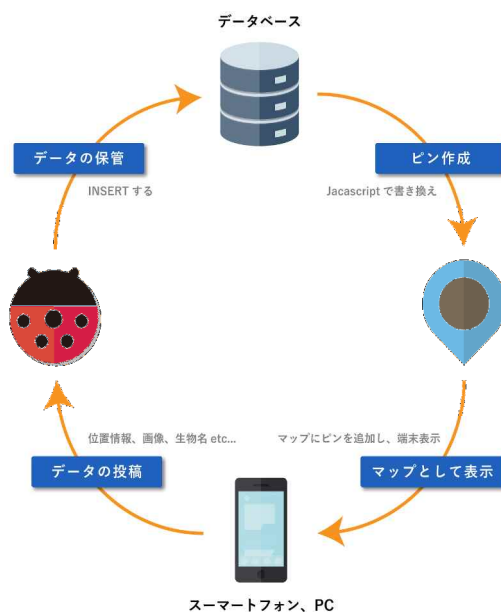 データベース
データの保管
ピン作成
INSERT する
Jacascript で書き換え
位置情報、画像、生物名 etc...
マップにピンを追加し、端末表示
データの投稿
マップとして表示
スーマートフォン、PC